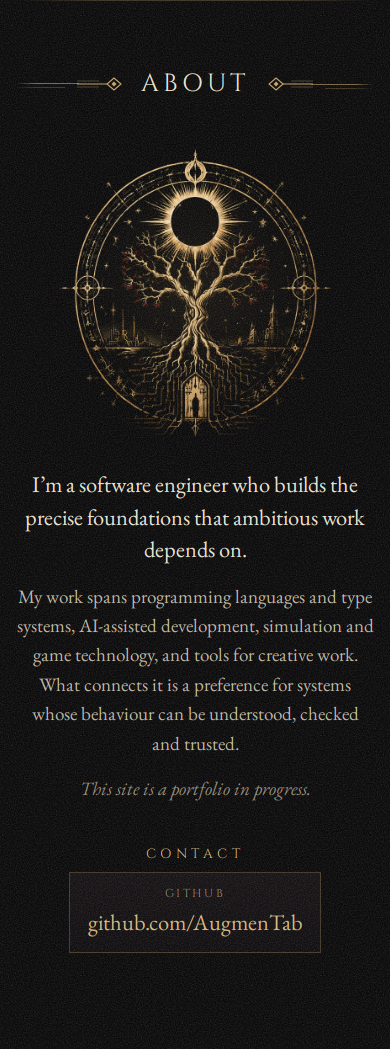 ABOUT
I'm a software engineer who builds the
precise foundations that ambitious work
depends on.
My work spans programming languages and type
systems, AI-assisted development, simulation and
game technology, and tools for creative work.
What connects it is a preference for systems
whose behaviour can be understood, checked
and trusted.
This site is a portfolio in progress.
CONTACT
GITHUB
github.com/AugmenTab